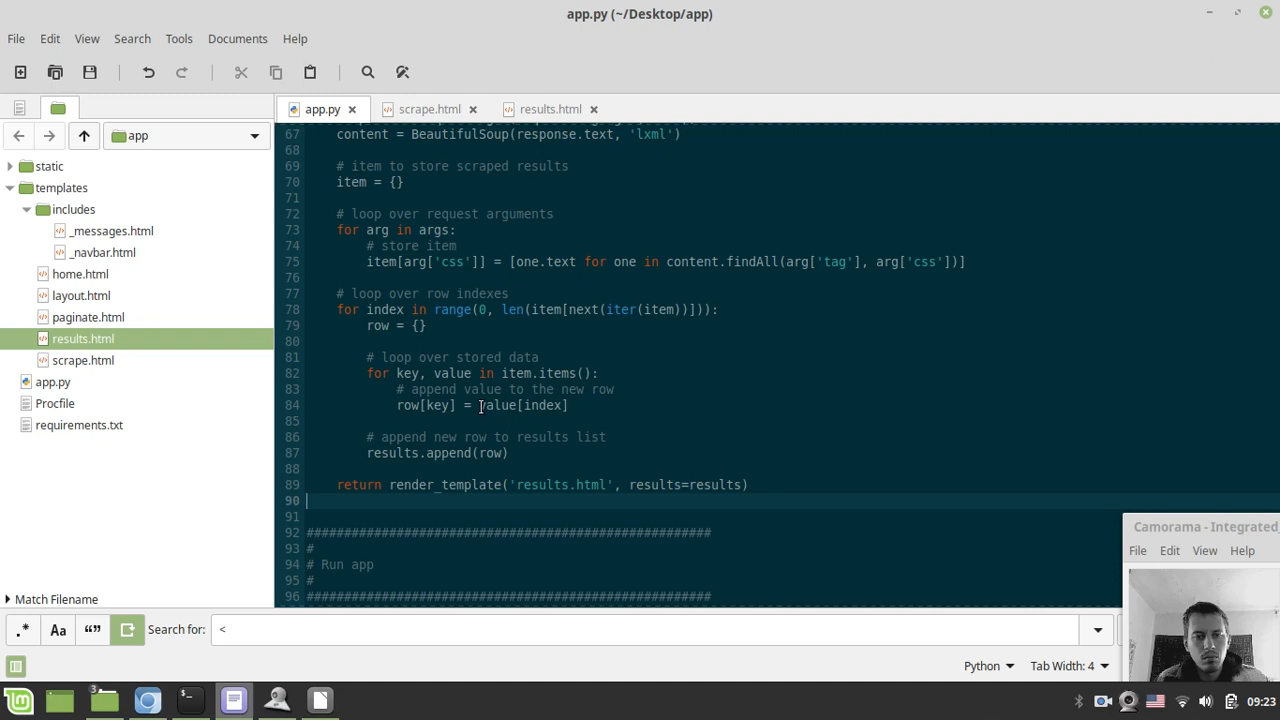 app.py (~/Desktop/app)
File Edit View Search Tools Documents Help
app.py scrape.html results.html
app
static
templates
includes
_messages.html
_navbar.html
home.html
layout.html
paginate.html
results.html
scrape.html
app.py
Procfile
requirements.txt
Match Filename
67 content = BeautifulSoup(response.text, 'lxml')
68
69 # item to store scraped results
70 item = {}
71
72 # loop over request arguments
73 for arg in args:
74 # store item
75 item[arg['css']] = [one.text for one in content.findAll(arg['tag'], arg['css'])]
76
77 # loop over row indexes
78 for index in range(0, len(item[next(iter(item))])):
79 row = {}
80
81 # loop over stored data
82 for key, value in item.items():
83 # append value to the new row
84 row[key] = value[index]
85
86 # append new row to results list
87 results.append(row)
88
89 return render_template('results.html', results=results)
90
91
92 ######################################################
93 #
94 # Run app
95 #
96 ######################################################
Camorama - Integrated
File Edit View Help
.* Aa “” Search for: <
Python Tab Width: 4
3 09:23